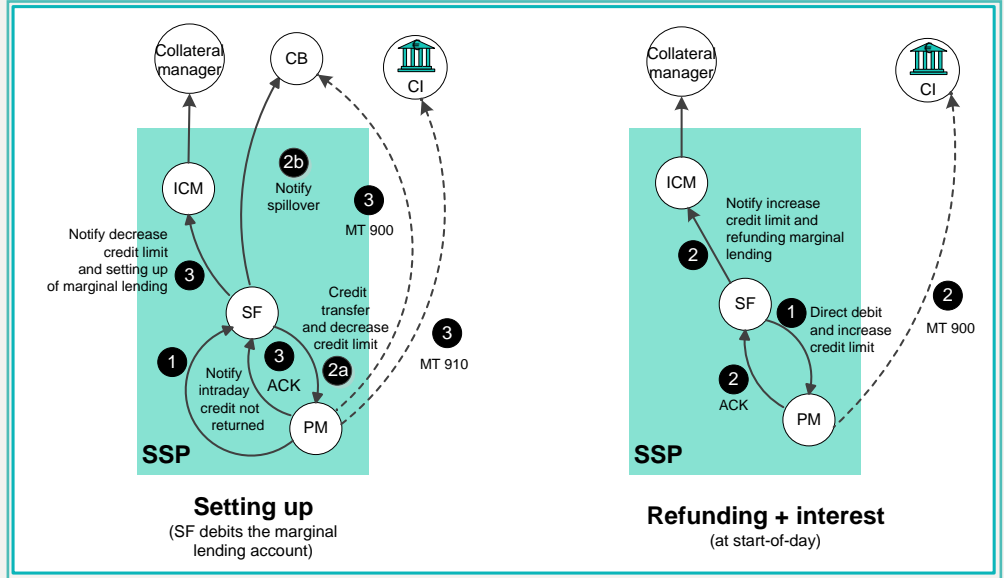 Collateral
manager
CB
CI
ICM
2b
Notify
spillover
3
MT 900
Notify decrease
credit limit
and setting up
of marginal lending
3
SF
Credit
transfer
and decrease
credit limit
1
3
ACK
2a
3
MT 910
Notify
intraday
credit not
returned
PM
SSP
Setting up
(SF debits the marginal
lending account)
Collateral
manager
CI
ICM
Notify increase
credit limit and
refunding marginal
lending
2
SF
1
Direct debit
and increase
credit limit
2
MT 900
2
ACK
PM
SSP
Refunding + interest
(at start-of-day)